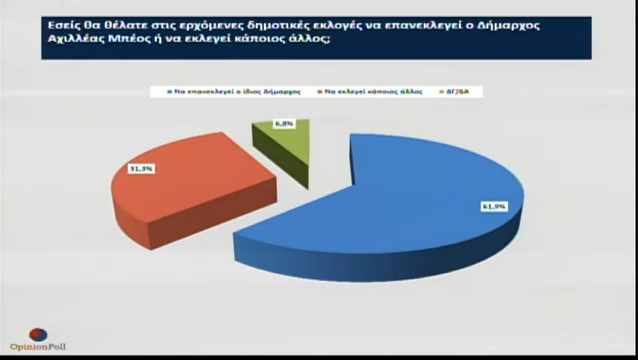 Εσείς θα θέλατε στις ερχόμενες δημοτικές εκλογές να επανεκλεγεί ο Δήμαρχος
Αχιλλέας Μπέος ή να εκλεγεί κάποιος άλλος;
Να επανεκλεγεί ο ίδιος Δήμαρχος Να εκλεγεί κάποιος άλλος ΔΓ/ΔΑ
6,8%
31,3%
61,9%
OpinionPoll